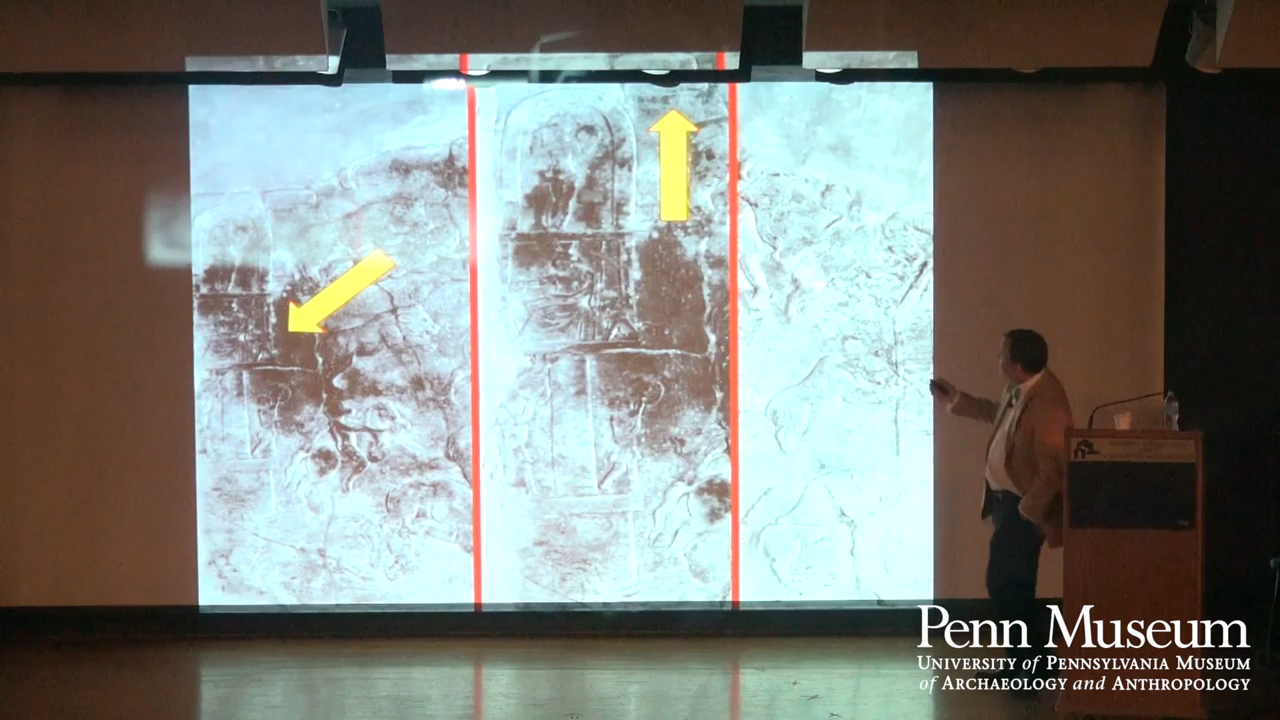 Penn Museum
UNIVERSITY of PENNSYLVANIA MUSEUM
of ARCHAEOLOGY and ANTHROPOLOGY